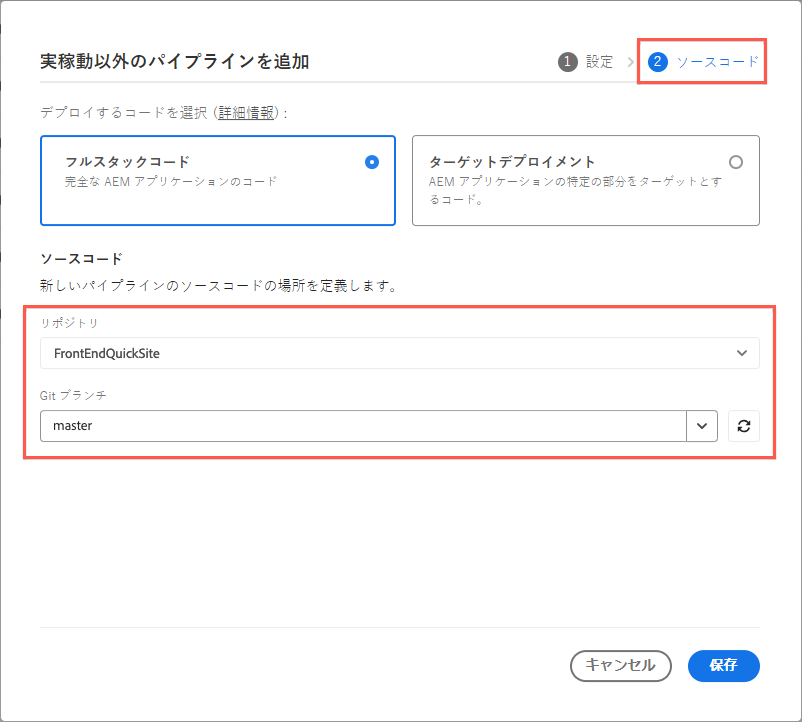 実稼動以外のパイプラインを追加
1 設定
2 ソースコード
デプロイするコードを選択 (詳細情報) :
フルスタックコード
完全な AEM アプリケーションのコード
ターゲットデプロイメント
AEM アプリケーションの特定の部分をターゲットとす
るコード。
ソースコード
新しいパイプラインのソースコードの場所を定義します。
リポジトリ
FrontEndQuickSite
Git ブランチ
master
キャンセル
保存